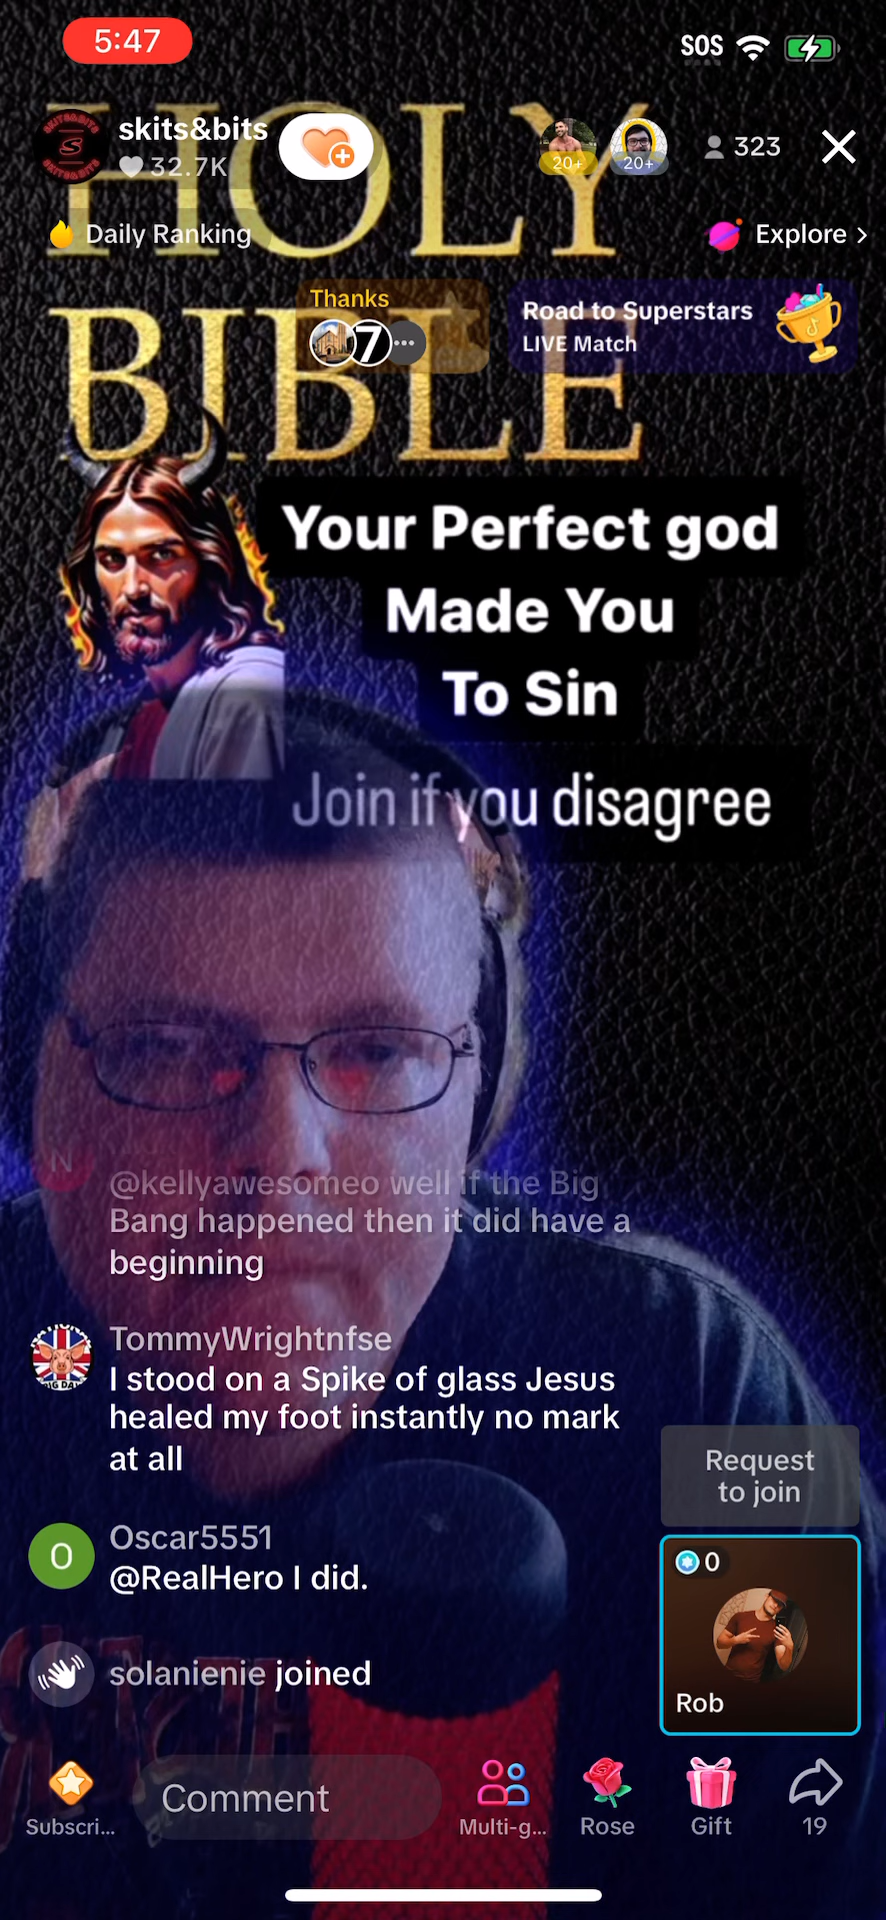 5:47
SOS
HOLY
BIBLE
skits&bits
32.7K
20+
20+
323
Daily Ranking
Explore
Thanks
7
Road to Superstars
LIVE Match
Your Perfect god
Made You
To Sin
Join if you disagree
N
@kellyawesomeo well if the Big
Bang happened then it did have a
beginning
TommyWrightnfse
I stood on a Spike of glass Jesus
healed my foot instantly no mark
at all
O
Oscar5551
@RealHero I did.
solanienie joined
Request
to join
0
Rob
Subscri...
Comment
Multi-g...
Rose
Gift
19